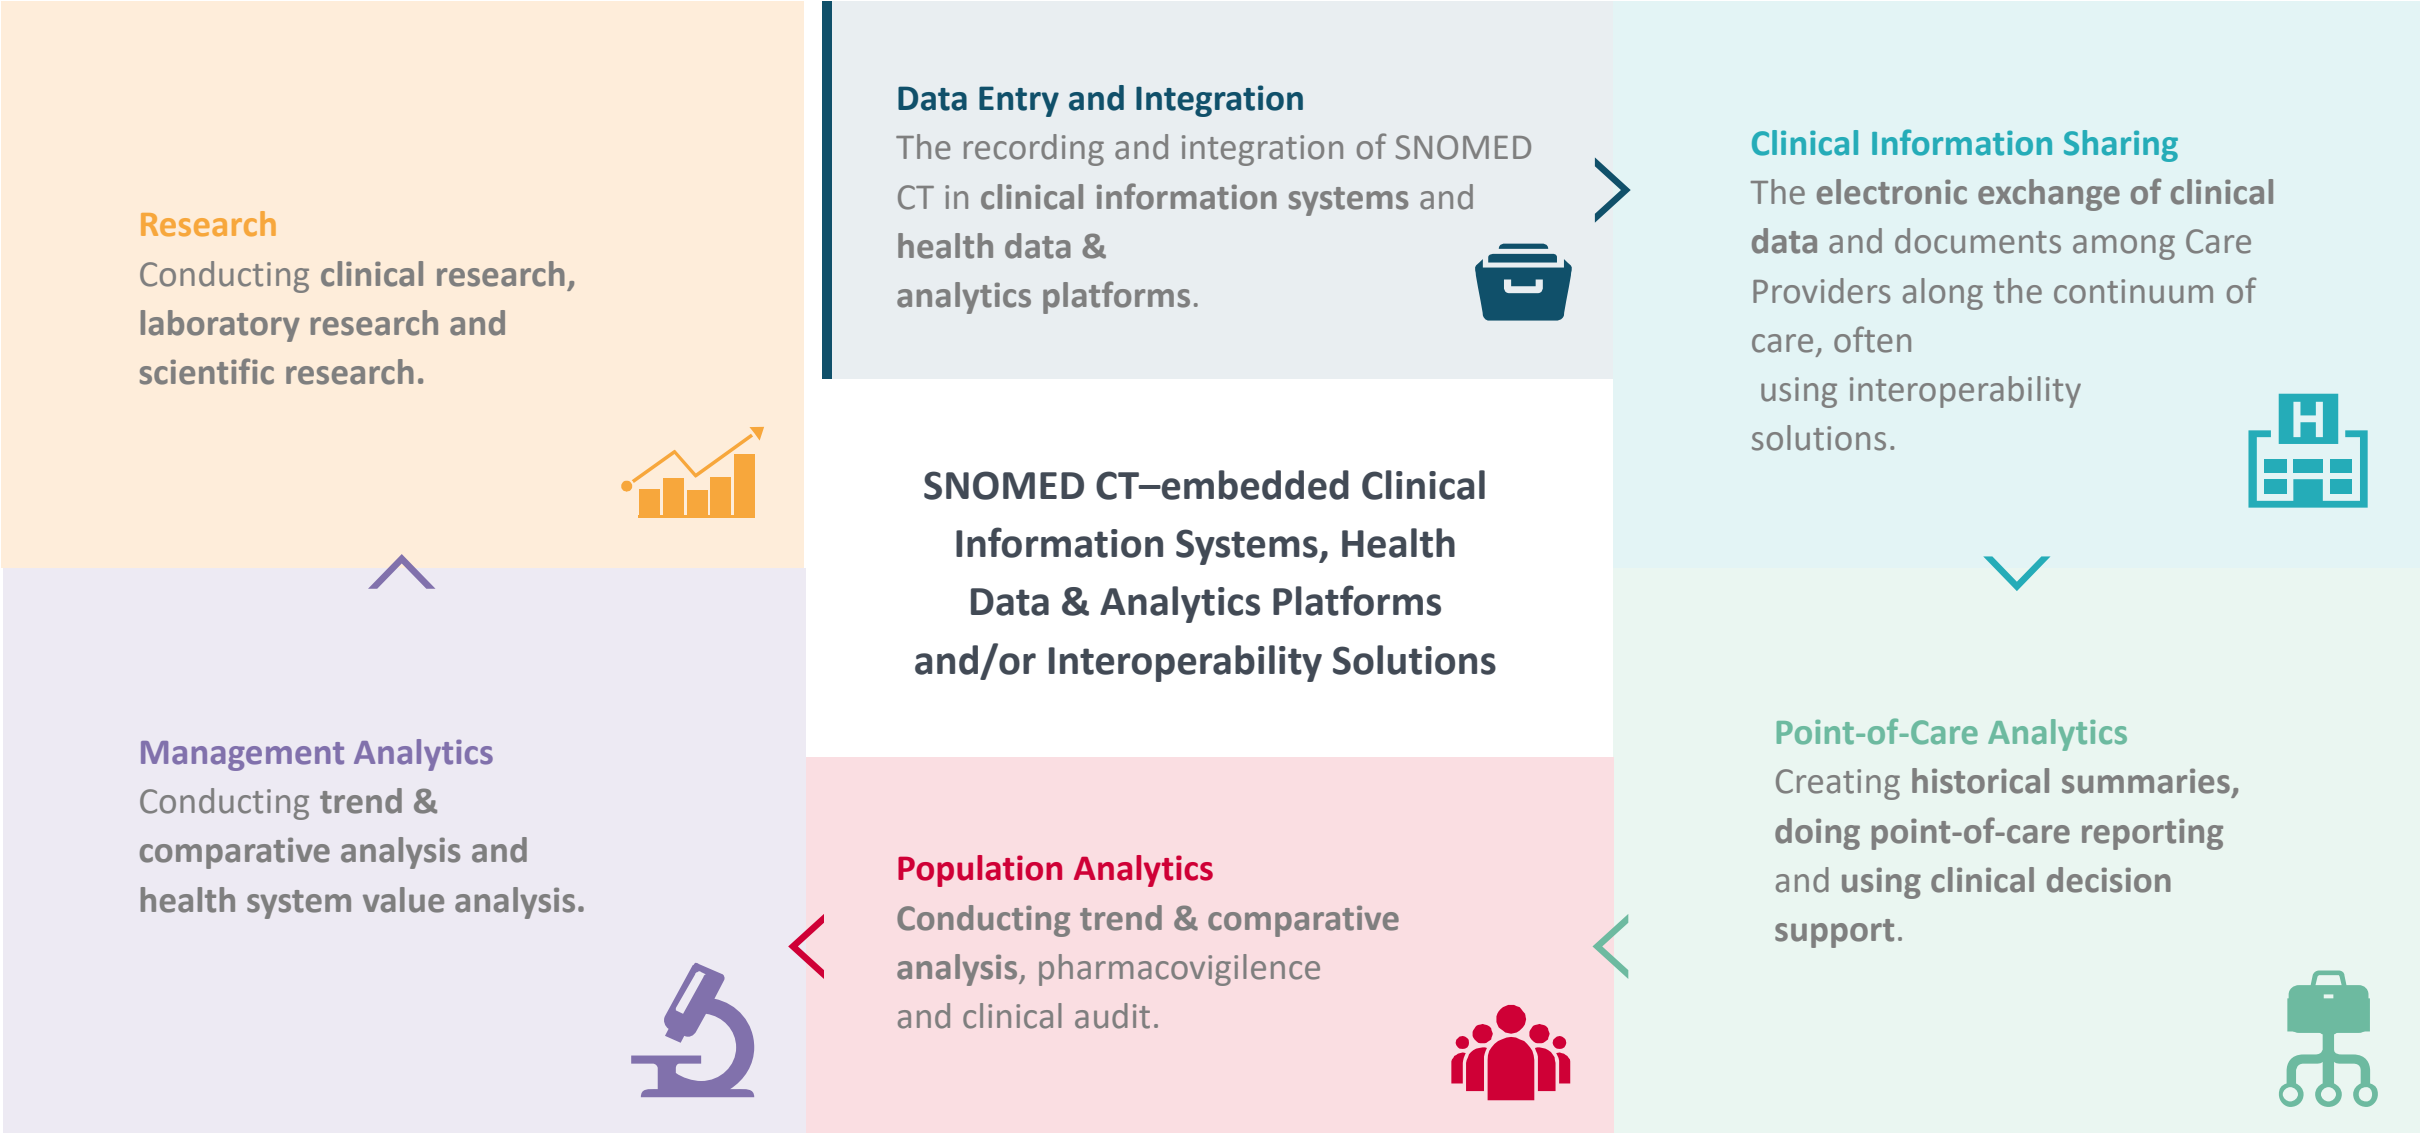 Data Entry and Integration
The recording and integration of SNOMED
CT in clinical information systems and
health data &
analytics platforms.
Clinical Information Sharing
The electronic exchange of clinical
data and documents among Care
Providers along the continuum of
care, often
using interoperability
solutions.
H
Point-of-Care Analytics
Creating historical summaries,
doing point-of-care reporting
and using clinical decision
support.
Population Analytics
Conducting trend & comparative
analysis, pharmacovigilence
and clinical audit.
Management Analytics
Conducting trend &
comparative analysis and
health system value analysis.
Research
Conducting clinical research,
laboratory research and
scientific research.
SNOMED CT–embedded Clinical
Information Systems, Health
Data & Analytics Platforms
and/or Interoperability Solutions